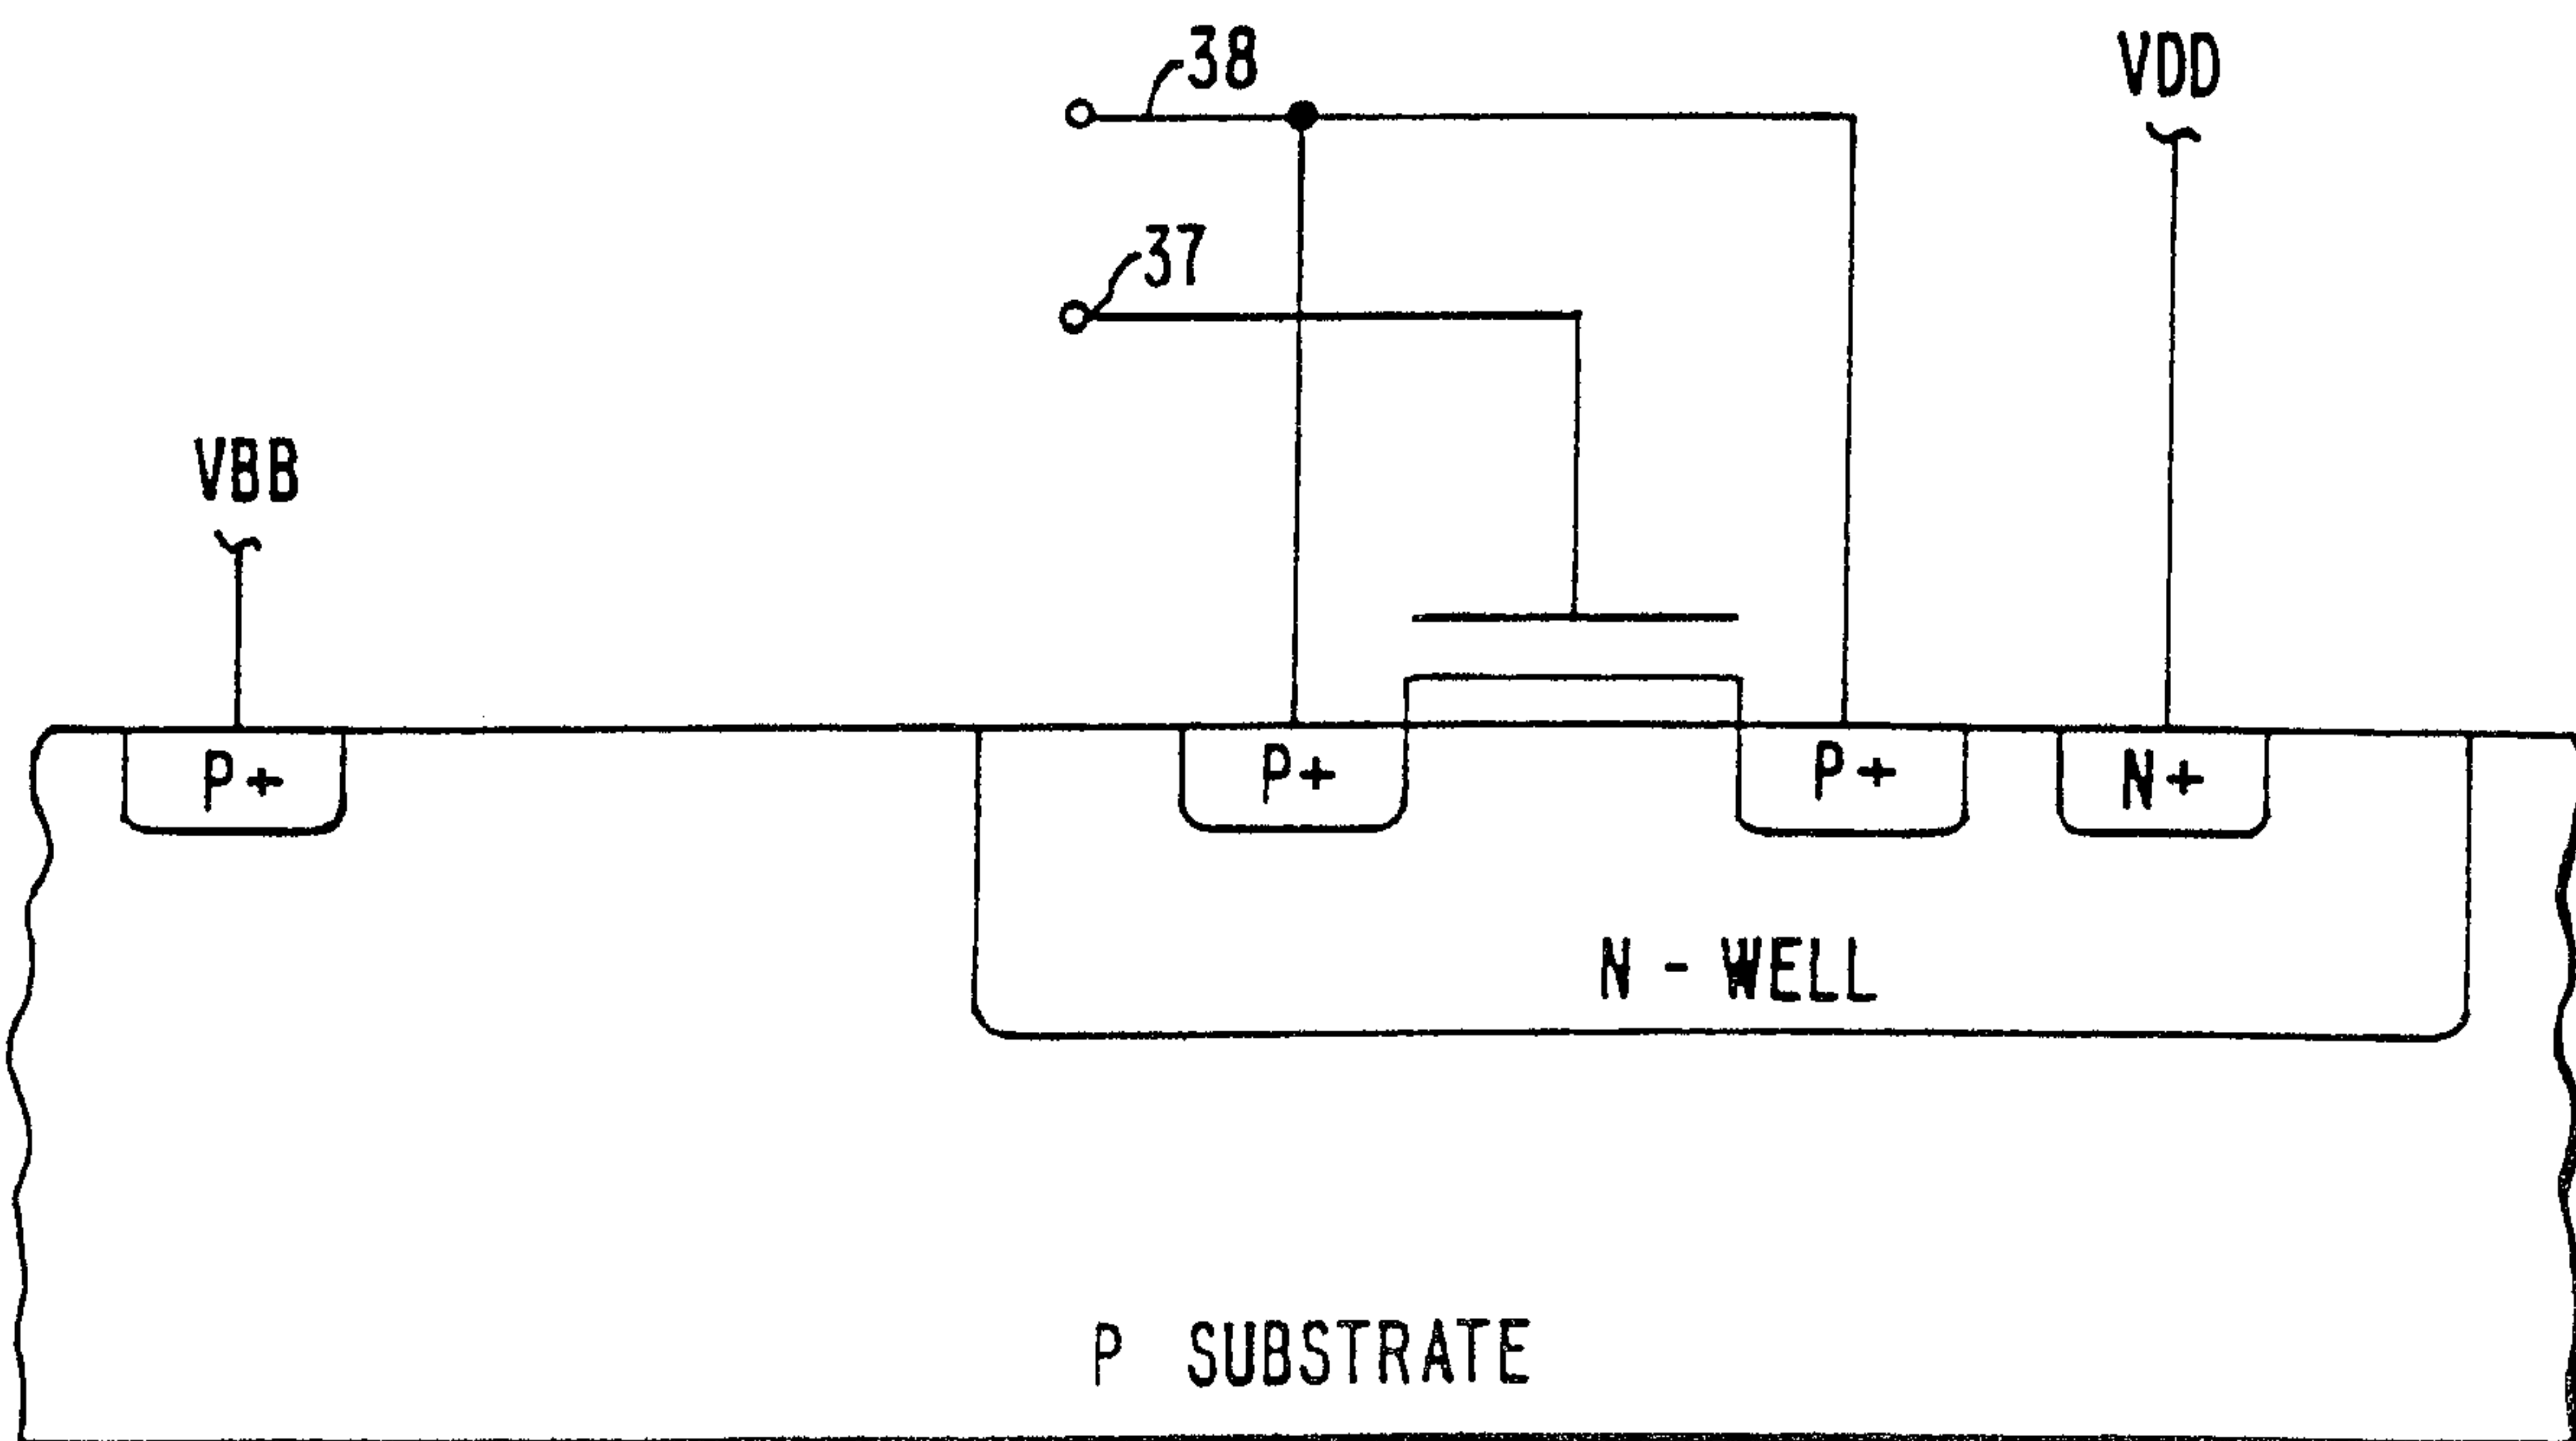 38
VDD
37
VBB
P+
P+
P+
N+
N - WELL
P SUBSTRATE